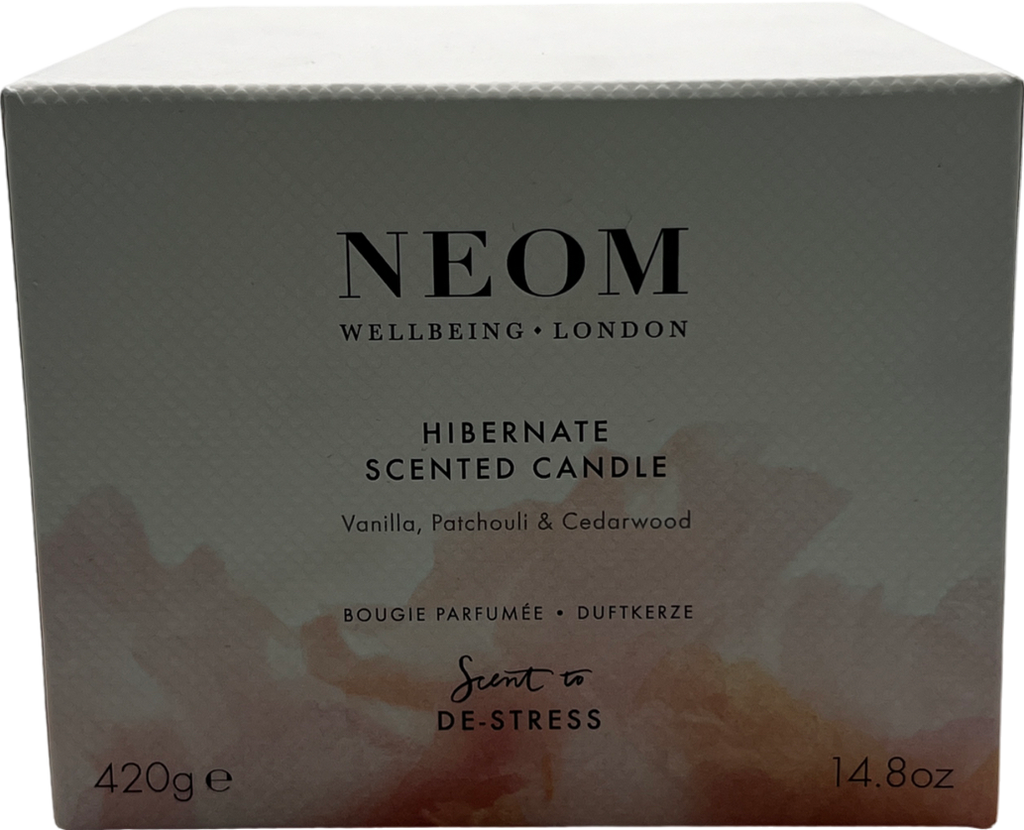 NEOM
WELLBEING • LONDON
HIBERNATE
SCENTED CANDLE
Vanilla, Patchouli & Cedarwood
BOUGIE PARFUMÉE • DUFTKERZE
Scent to
DE-STRESS
420g ℮
14.8oz